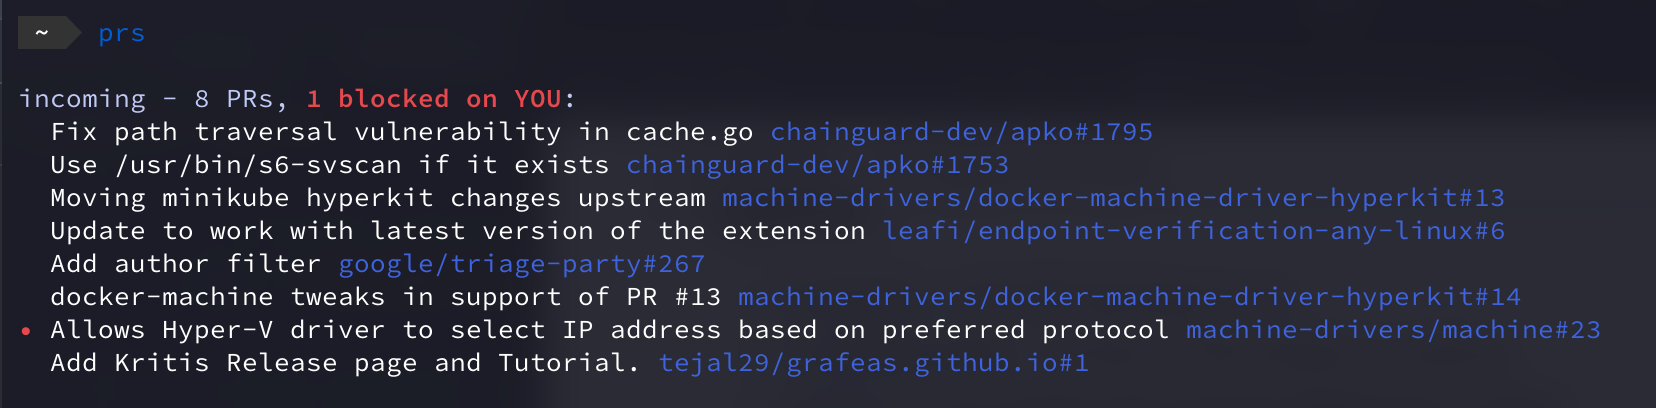 ~ prs
incoming - 8 PRs, 1 blocked on YOU:
Fix path traversal vulnerability in cache.go chainguard-dev/apko#1795
Use /usr/bin/s6-svscan if it exists chainguard-dev/apko#1753
Moving minikube hyperkit changes upstream machine-drivers/docker-machine-driver-hyperkit#13
Update to work with latest version of the extension leafi/endpoint-verification-any-linux#6
Add author filter google/triage-party#267
docker-machine tweaks in support of PR #13 machine-drivers/docker-machine-driver-hyperkit#14
• Allows Hyper-V driver to select IP address based on preferred protocol machine-drivers/machine#23
Add Kritis Release page and Tutorial. tejal29/grafeas.github.io#1